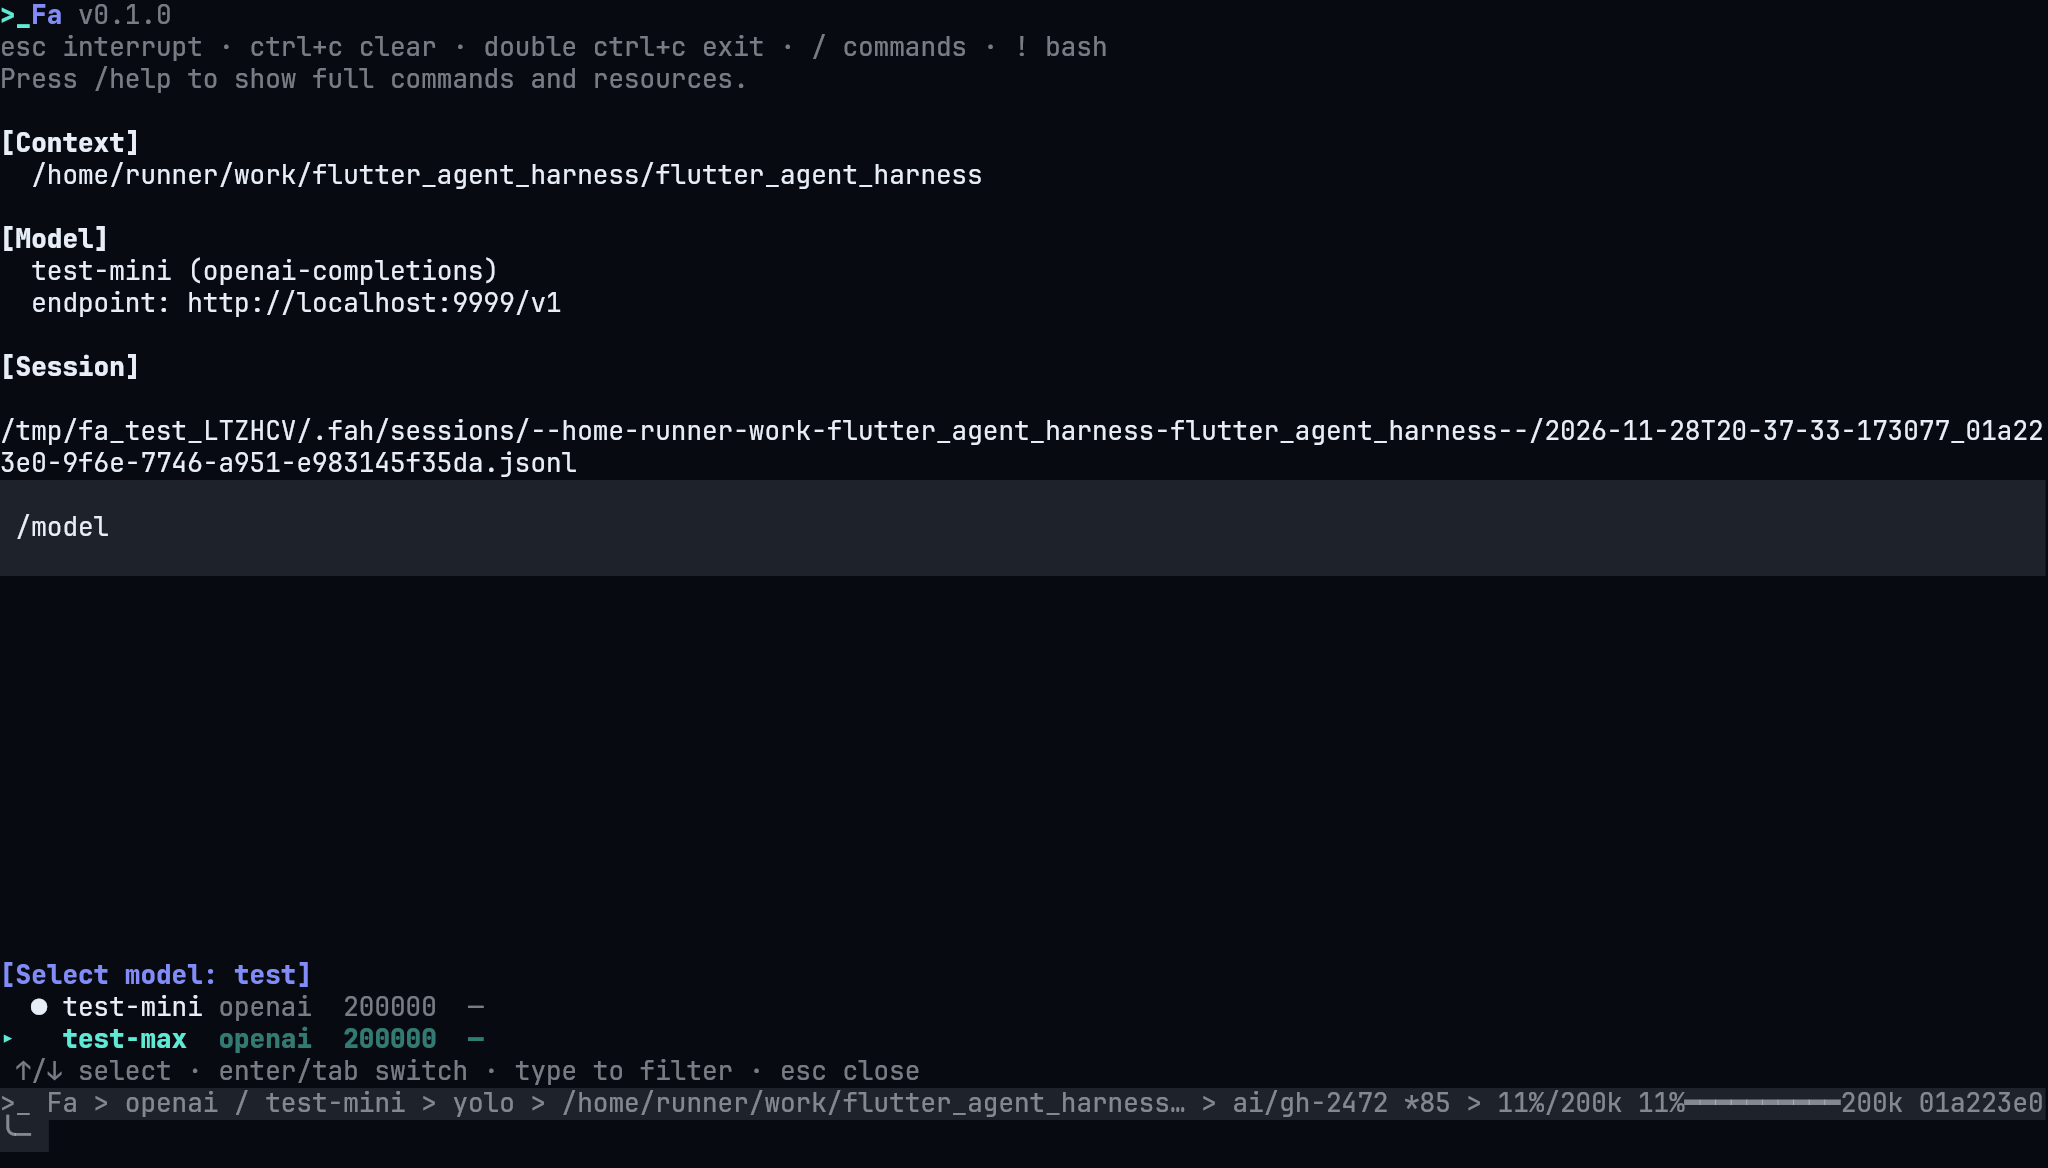 >_Fa v0.1.0
esc interrupt · ctrl+c clear · double ctrl+c exit · / commands · ! bash
Press /help to show full commands and resources.
[Context]
/home/runner/work/flutter_agent_harness/flutter_agent_harness
[Model]
test-mini (openai-completions)
endpoint: http://localhost:9999/v1
[Session]
/tmp/fa_test_LTZHCV/.fah/sessions/--home-runner-work-flutter_agent_harness-flutter_agent_harness--/2026-11-28T20-37-33-173077_01a22
3e0-9f6e-7746-a951-e983145f35da.jsonl
/model
[Select model: test]
● test-mini openai 200000 —
▸ test-max openai 200000 —
↑/↓ select · enter/tab switch · type to filter · esc close
>_ Fa > openai / test-mini > yolo > /home/runner/work/flutter_agent_harness… > ai/gh-2472 *85 > 11%/200k 11%━━━━━━━━━━200k 01a223e0
╰─